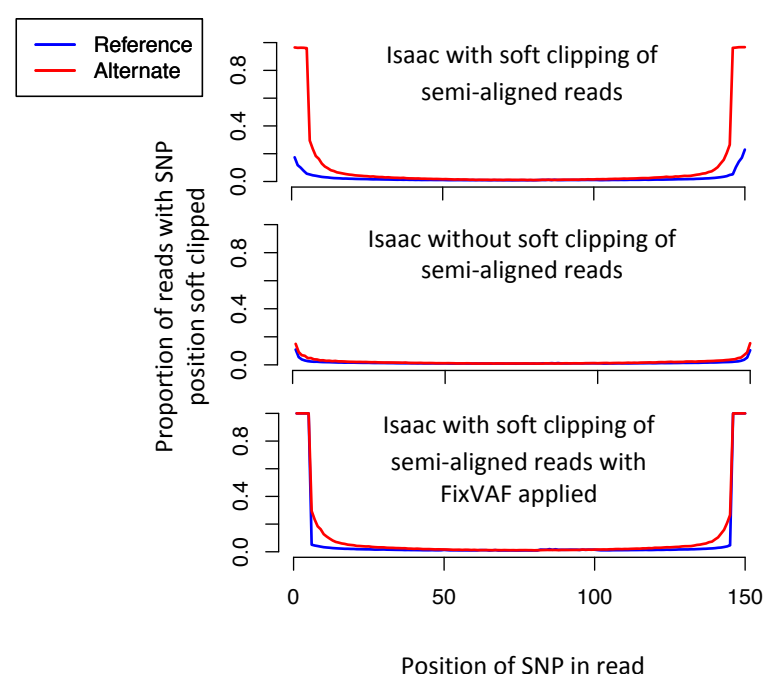 Reference
Alternate
Proportion of reads with SNP
position soft clipped
0.0
0.4
0.8
Isaac with soft clipping of
semi-aligned reads
0.0
0.4
0.8
Isaac without soft clipping of
semi-aligned reads
0.0
0.4
0.8
Isaac with soft clipping of
semi-aligned reads with
FixVAF applied
0 50 100 150
Position of SNP in read